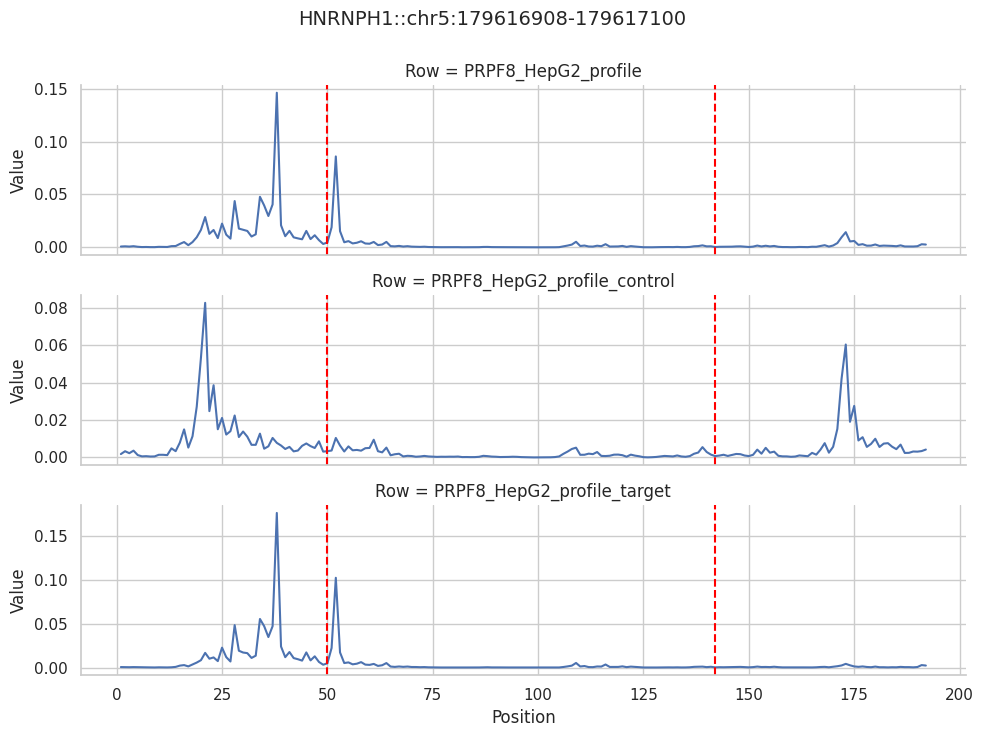 HNRNPH1::chr5:179616908-179617100
Row = PRPF8_HepG2_profile
0.15
0.10
0.05
0.00
Value
Row = PRPF8_HepG2_profile_control
0.08
0.06
0.04
0.02
0.00
Value
Row = PRPF8_HepG2_profile_target
0.15
0.10
0.05
0.00
Value
0 25 50 75 100 125 150 175 200
Position